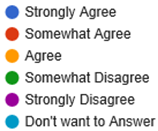 Strongly Agree
Somewhat Agree
Agree
Somewhat Disagree
Strongly Disagree
Don't want to Answer